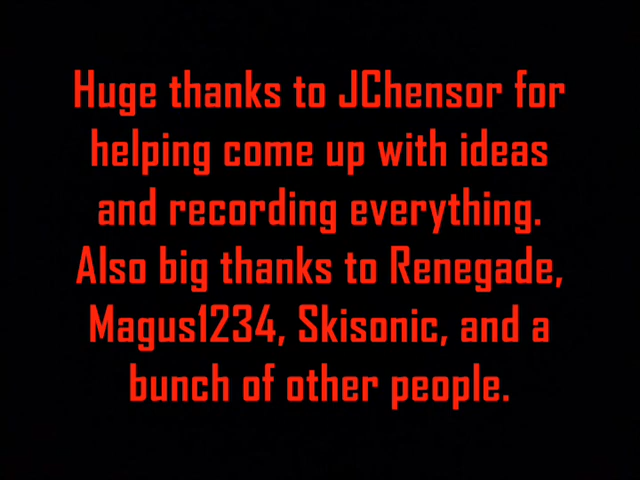 Huge thanks to JChensor for
helping come up with ideas
and recording everything.
Also big thanks to Renegade,
Magus1234, Skisonic, and a
bunch of other people.